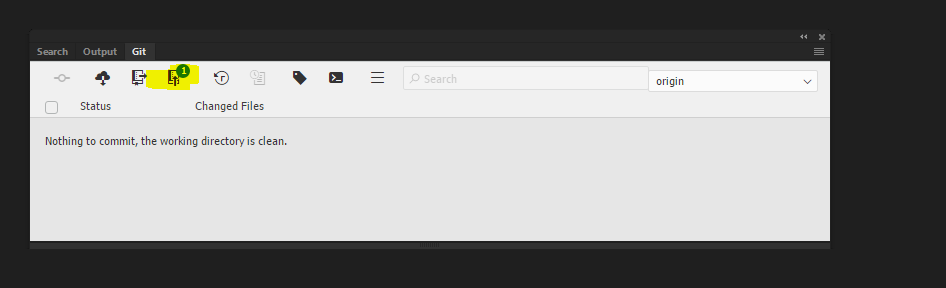 Search Output Git
1
r
Search
origin
Status Changed Files
Nothing to commit, the working directory is clean.